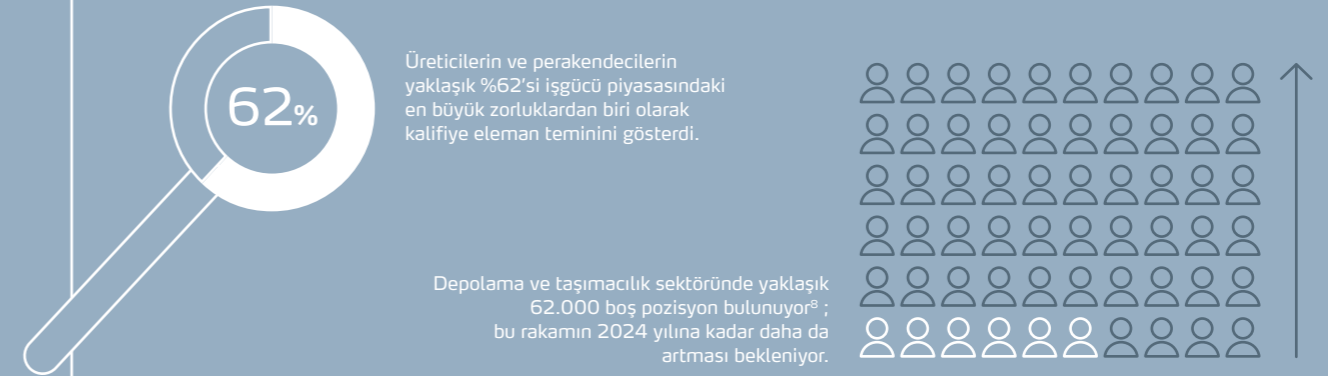 62%
Üreticilerin ve perakendecilerin
yaklaşık %62'si işgücü piyasasındaki
en büyük zorluklardan biri olarak
kalifiye eleman teminini gösterdi.
Depolama ve taşımacılık sektöründe yaklaşık
62.000 boş pozisyon bulunuyor⁸ ;
bu rakamın 2024 yılına kadar daha da
artması bekleniyor.